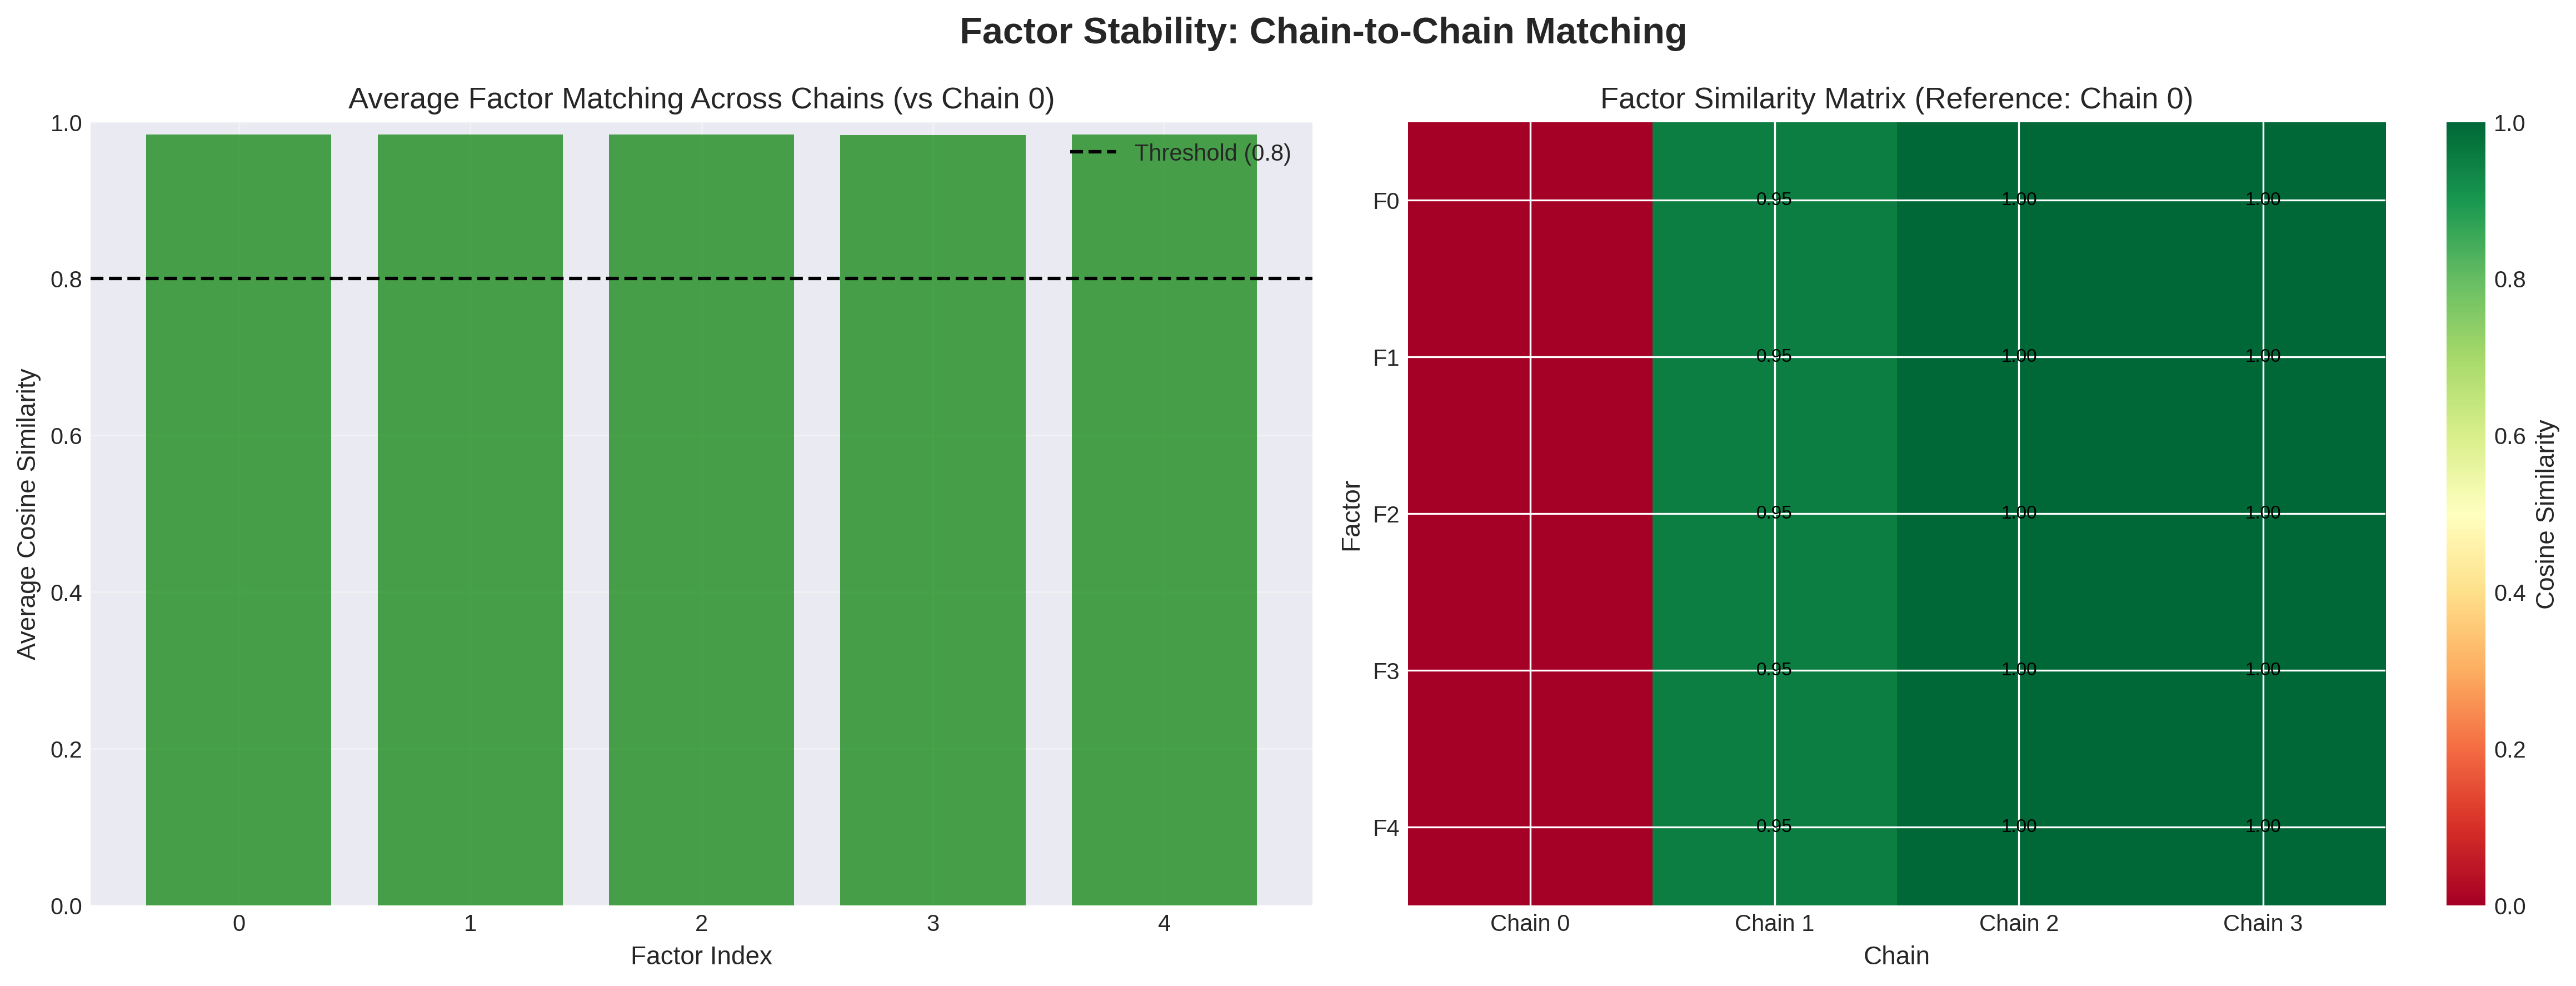 Factor Stability: Chain-to-Chain Matching
Average Factor Matching Across Chains (vs Chain 0)
Average Cosine Similarity
1.0
0.8
0.6
0.4
0.2
0.0
Threshold (0.8)
0 1 2 3 4
Factor Index
Factor Similarity Matrix (Reference: Chain 0)
Factor
F0 0.95 1.00 1.00
F1 0.95 1.00 1.00
F2 0.95 1.00 1.00
F3 0.95 1.00 1.00
F4 0.95 1.00 1.00
Chain 0 Chain 1 Chain 2 Chain 3
Chain
1.0
0.8
0.6
0.4
0.2
0.0
Cosine Similarity